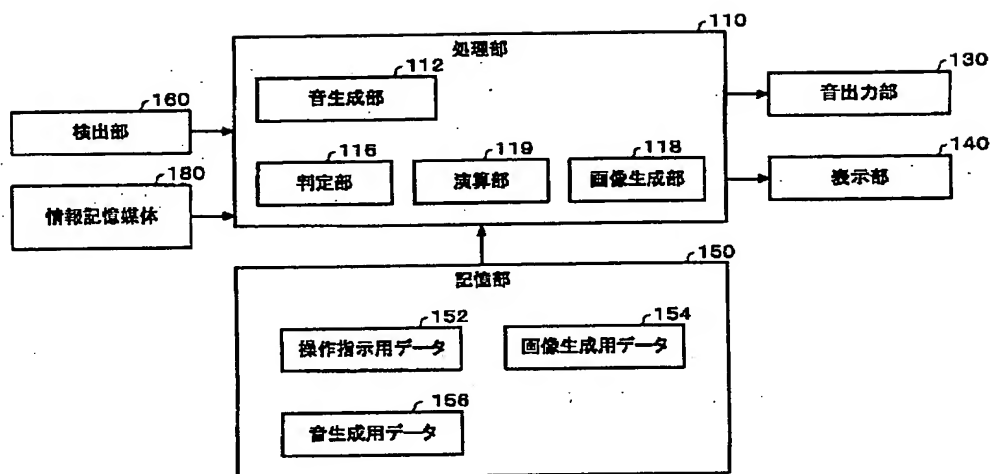 110
処理部
112
音生成部
130
音出力部
160
検出部
116
判定部
119
演算部
118
画像生成部
140
表示部
180
情報記憶媒体
150
記憶部
152
操作指示用データ
154
画像生成用データ
156
音生成用データ